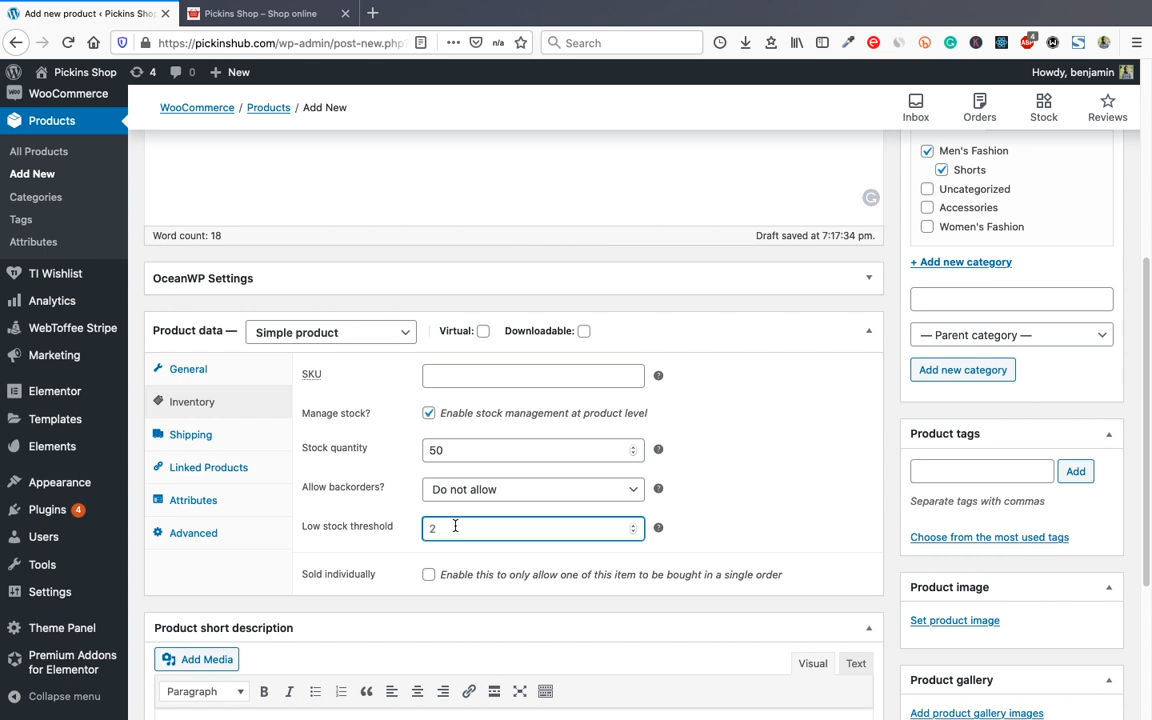 Add new product ‹ Pickins Shop
Pickins Shop – Shop online
https://pickinshub.com/wp-admin/post-new.php?
n/a
Search
4
Pickins Shop
4
0
New
Howdy, benjamin
WooCommerce
Products
All Products
Add New
Categories
Tags
Attributes
TI Wishlist
Analytics
WebToffee Stripe
Marketing
Elementor
Templates
Elements
Appearance
Plugins 4
Users
Tools
Settings
Theme Panel
Premium Addons
for Elementor
Collapse menu
WooCommerce / Products / Add New
Inbox
Orders
Stock
Reviews
Word count: 18
Draft saved at 7:17:34 pm.
OceanWP Settings
Product data — Simple product Virtual: Downloadable:
General
Inventory
Shipping
Linked Products
Attributes
Advanced
SKU
Manage stock? Enable stock management at product level
Stock quantity 50
Allow backorders? Do not allow
Low stock threshold 2
Sold individually Enable this to only allow one of this item to be bought in a single order
Product short description
Add Media
Visual Text
Paragraph
Men's Fashion
Shorts
Uncategorized
Accessories
Women's Fashion
+ Add new category
— Parent category —
Add new category
Product tags
Add
Separate tags with commas
Choose from the most used tags
Product image
Set product image
Product gallery
Add product gallery images